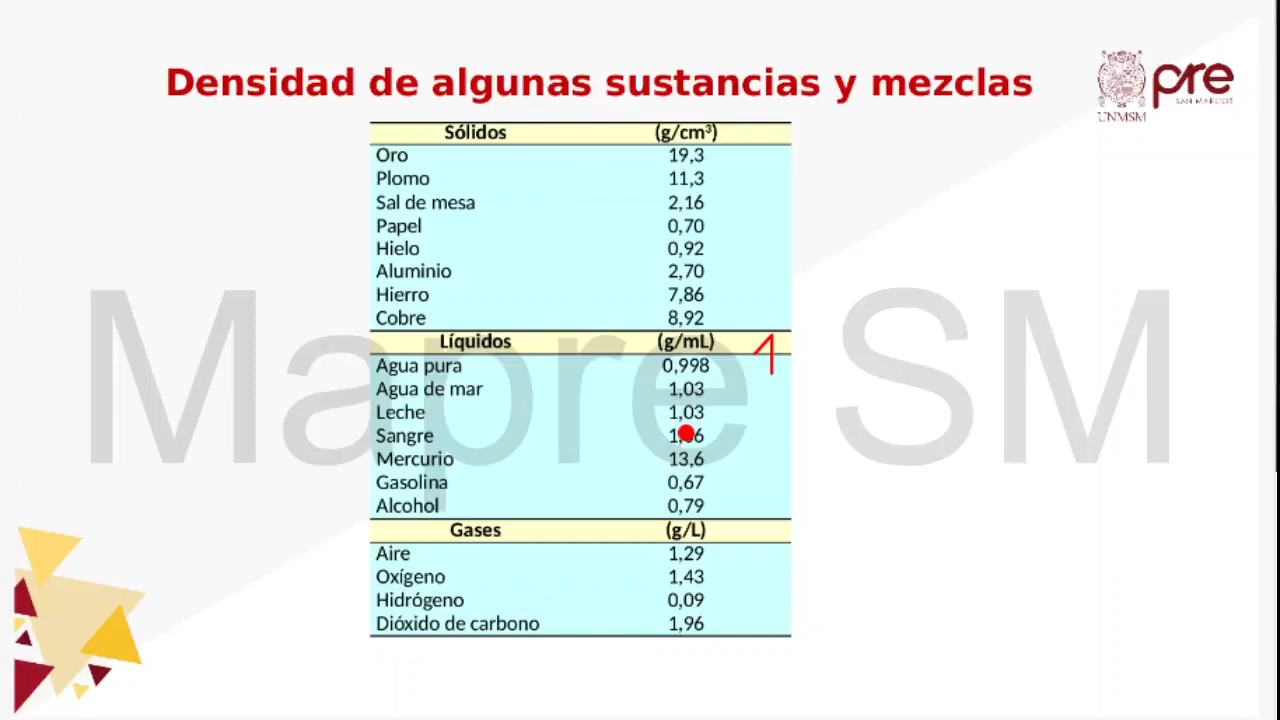 Densidad de algunas sustancias y mezclas
UNMSM
pre
SAN MARCOS
Sólidos (g/cm³)
Oro 19,3
Plomo 11,3
Sal de mesa 2,16
Papel 0,70
Hielo 0,92
Aluminio 2,70
Hierro 7,86
Cobre 8,92
Líquidos (g/mL) 1
Agua pura 0,998
Agua de mar 1,03
Leche 1,03
Sangre
Mercurio 13,6
Gasolina 0,67
Alcohol 0,79
Gases (g/L)
Aire 1,29
Oxígeno 1,43
Hidrógeno 0,09
Dióxido de carbono 1,96
Mapre SM